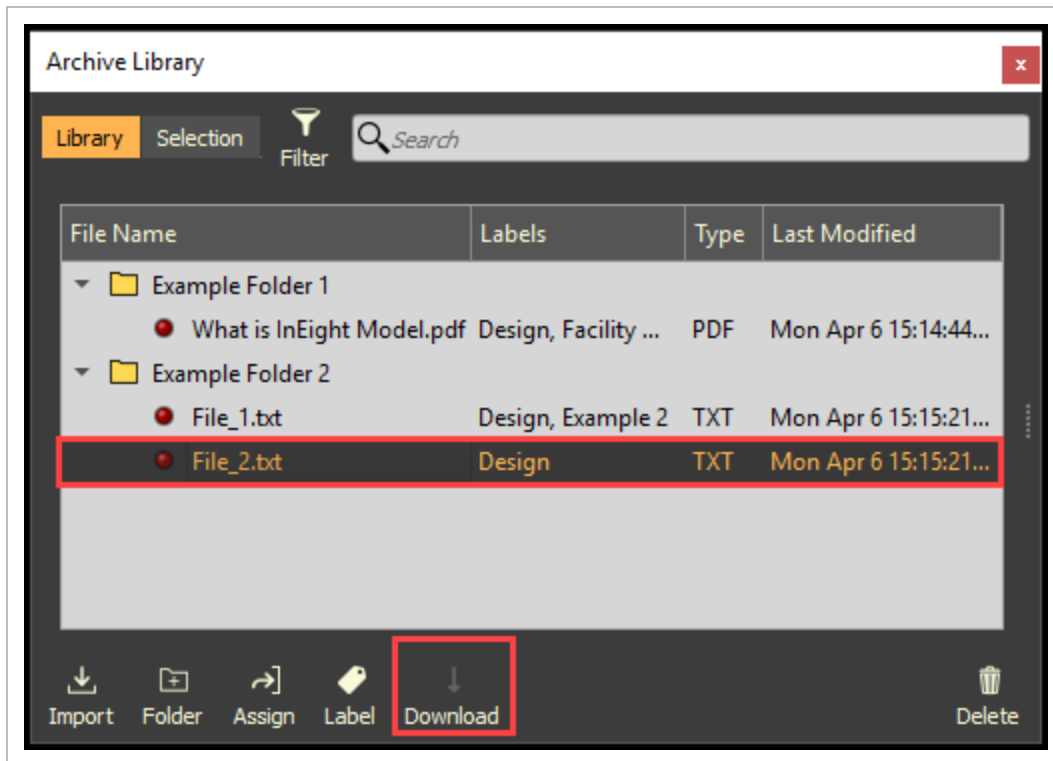 Archive Library
x
Library Selection Filter Search
File Name Labels Type Last Modified
Example Folder 1
What is InEight Model.pdf Design, Facility ... PDF Mon Apr 6 15:14:44...
Example Folder 2
File_1.txt Design, Example 2 TXT Mon Apr 6 15:15:21...
File_2.txt Design TXT Mon Apr 6 15:15:21...
Import Folder Assign Label Download Delete